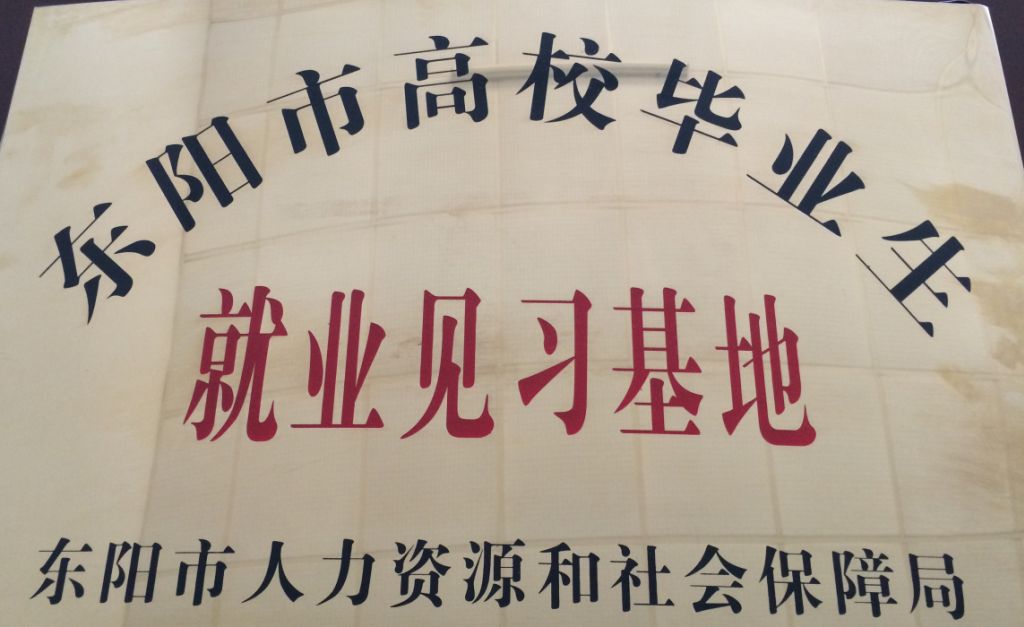 东阳市高校毕业生
就业见习基地
东阳市人力资源和社会保障局